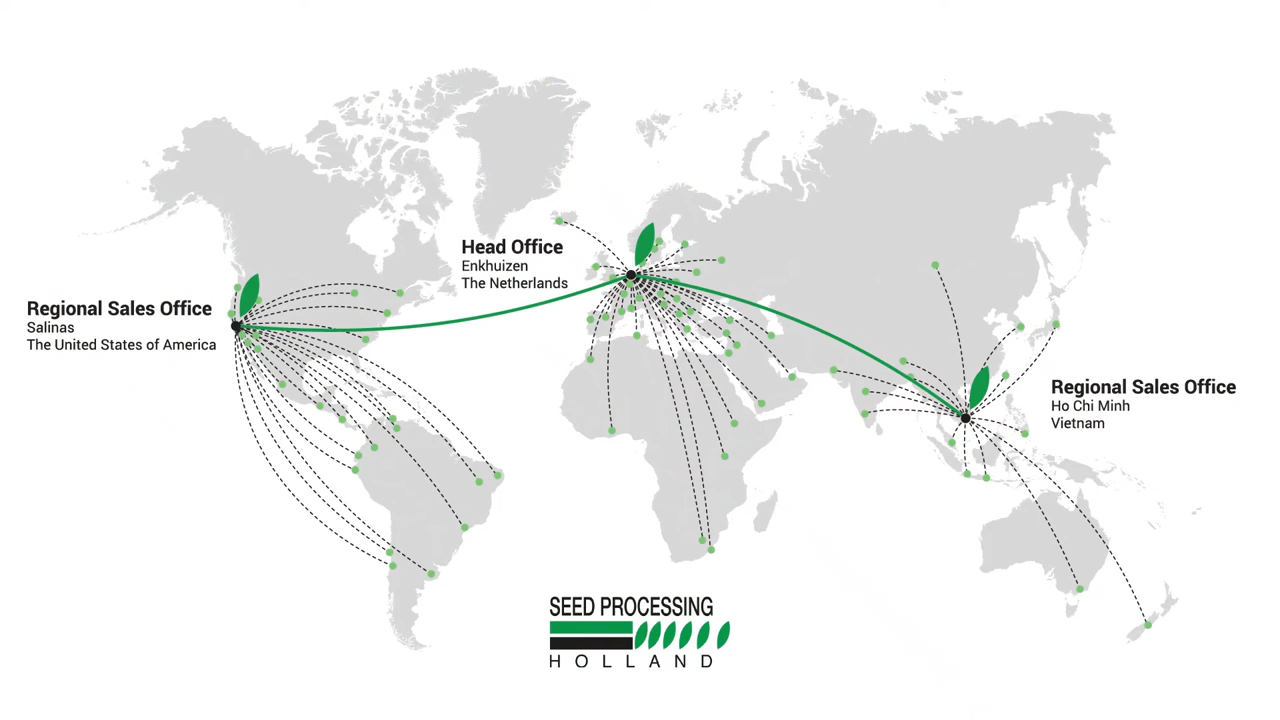 Head Office
Enkhuizen
The Netherlands
Regional Sales Office
Salinas
The United States of America
Regional Sales Office
Ho Chi Minh
Vietnam
SEED PROCESSING
HOLLAND